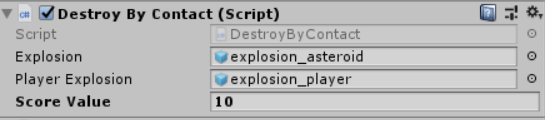 Destroy By Contact (Script)
Script DestroyByContact
Explosion explosion_asteroid
Player Explosion explosion_player
Score Value 10